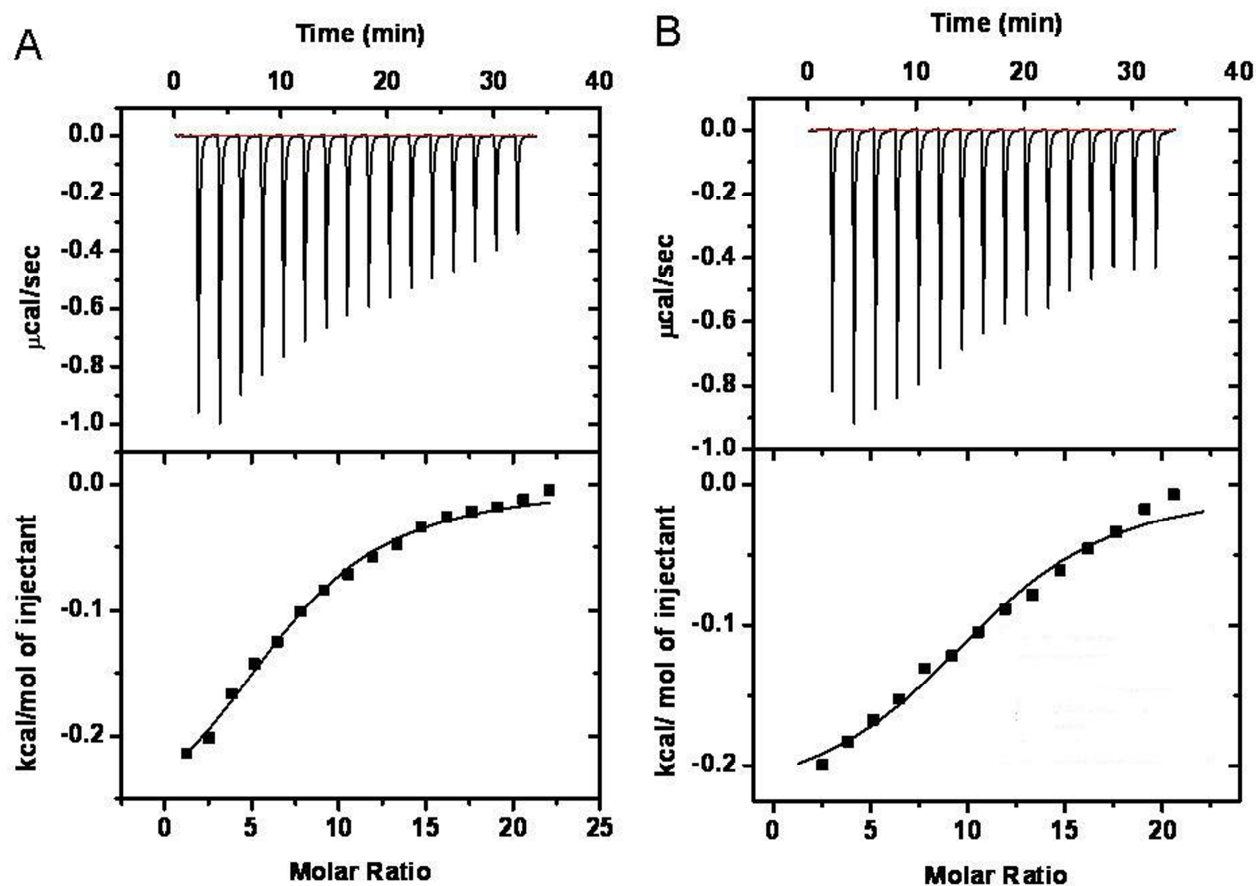 A
Time (min)
0 10 20 30 40
0.0
-0.2
-0.4
-0.6
-0.8
-1.0
µcal/sec
0.0
-0.1
-0.2
kcal/mol of injectant
0 5 10 15 20 25
Molar Ratio
B
Time (min)
0 10 20 30 40
0.0
-0.2
-0.4
-0.6
-0.8
-1.0
µcal/sec
0.0
-0.1
-0.2
kcal/ mol of injectant
0 5 10 15 20
Molar Ratio